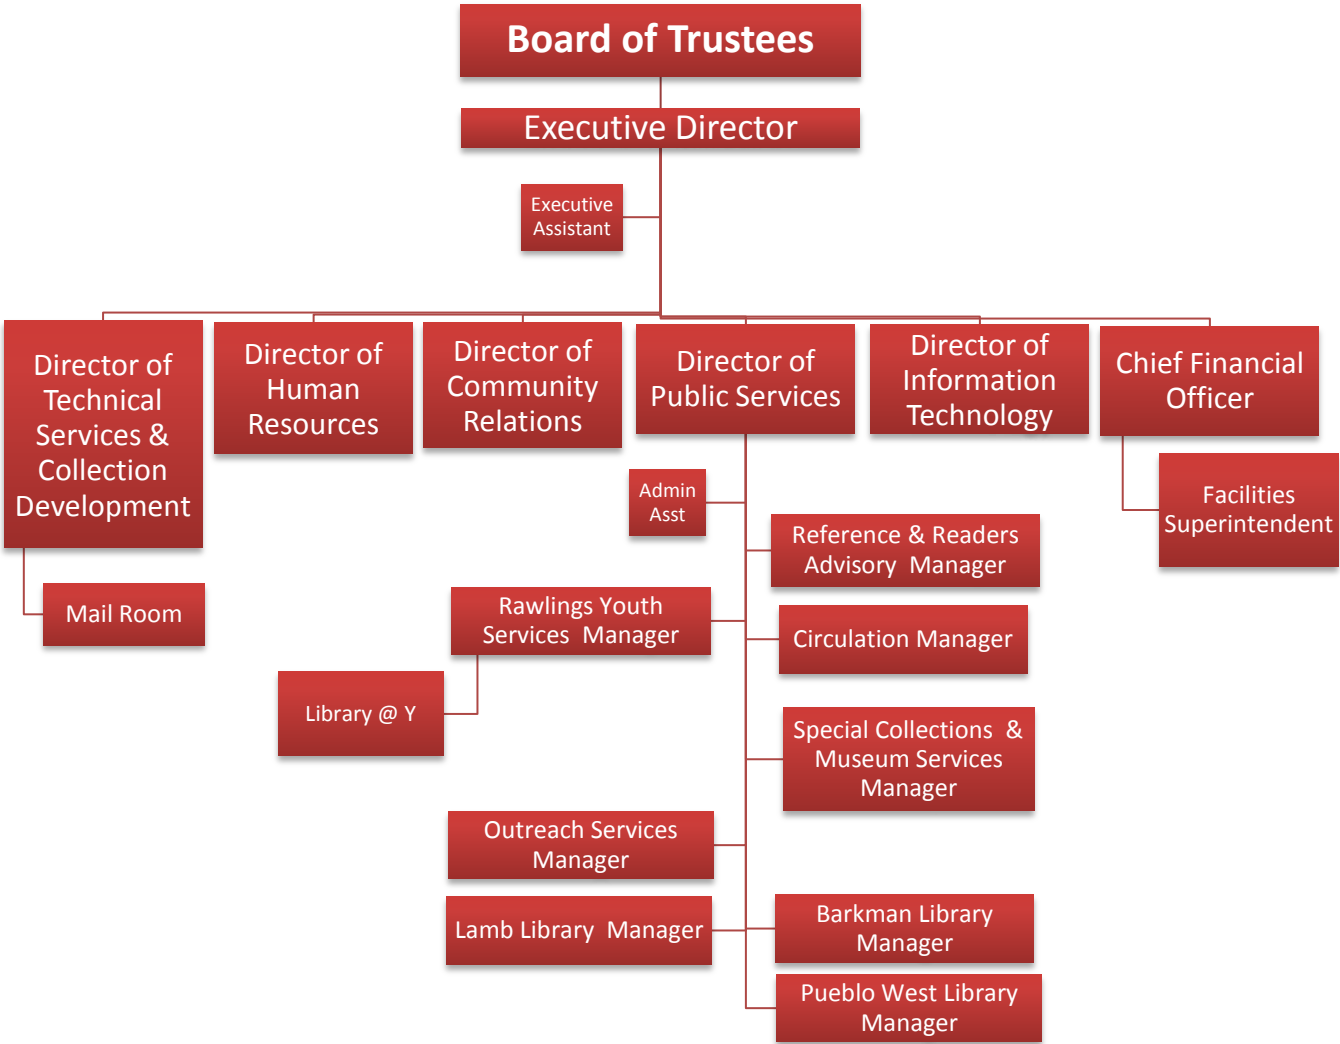 Board of Trustees
Executive Director
Executive
Assistant
Director of
Technical
Services &
Collection
Development
Director of
Human
Resources
Director of
Community
Relations
Director of
Public Services
Director of
Information
Technology
Chief Financial
Officer
Mail Room
Admin
Asst
Facilities
Superintendent
Reference & Readers
Advisory  Manager
Rawlings Youth
Services  Manager
Circulation Manager
Library @ Y
Special Collections  &
Museum Services
Manager
Outreach Services
Manager
Lamb Library  Manager
Barkman Library
Manager
Pueblo West Library
Manager